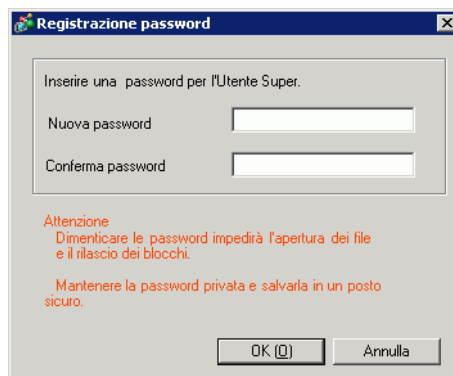 Registrazione password
Inserire una password per l'Utente Super.
Nuova password
Conferma password
Attenzione
Dimenticare le password impedirà l'apertura dei file
e il rilascio dei blocchi.
Mantenere la password privata e salvarla in un posto
sicuro.
OK (O) Annulla